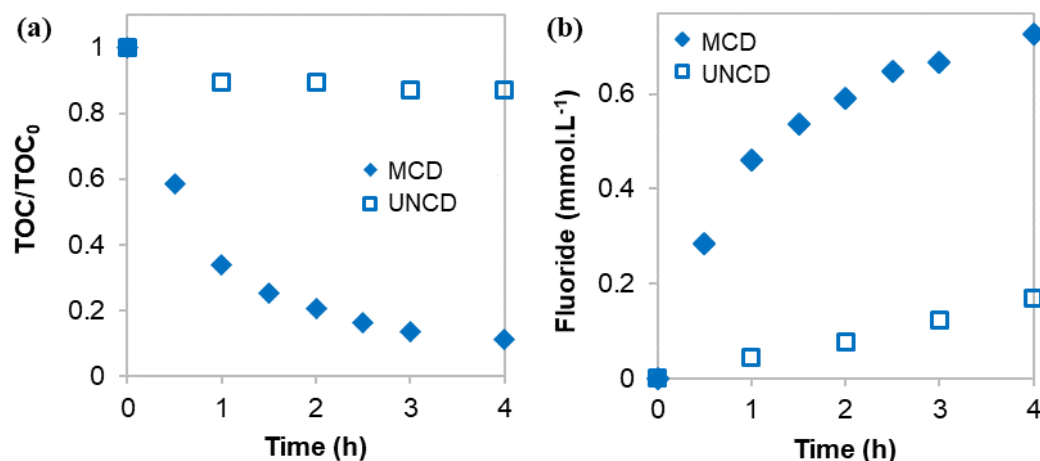 (a)
1
0.8
0.6
0.4
0.2
0
TOC/TOC₀
MCD
UNCD
0 1 2 3 4
Time (h)
(b)
MCD
UNCD
0.6
0.4
0.2
0
Fluoride (mmol.L⁻¹)
0 1 2 3 4
Time (h)